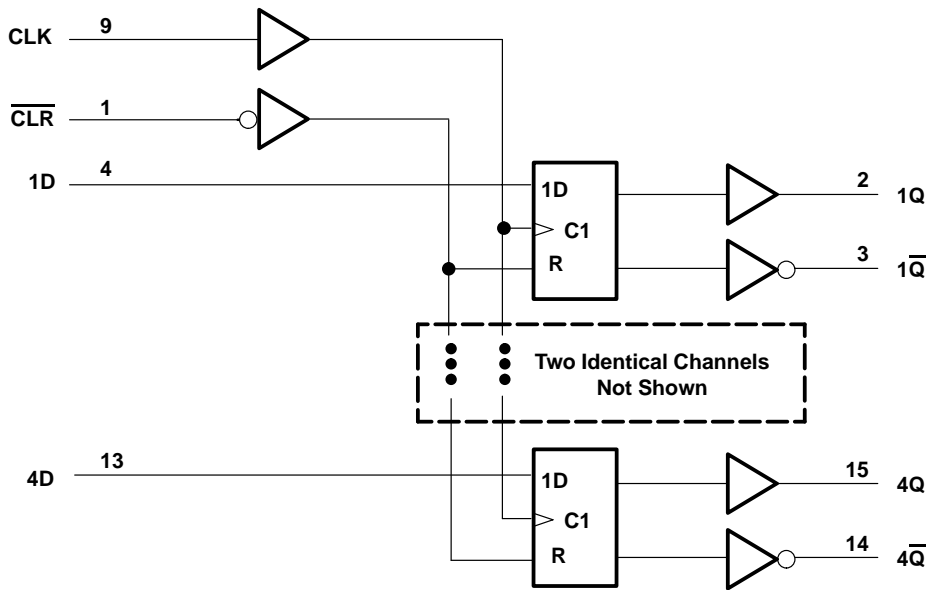 CLK 9
C̅L̅R̅ 1
1D 4
1D
C1
R
2 1Q
3 1Q̅
Two Identical Channels
Not Shown
4D 13
1D
C1
R
15 4Q
14 4Q̅